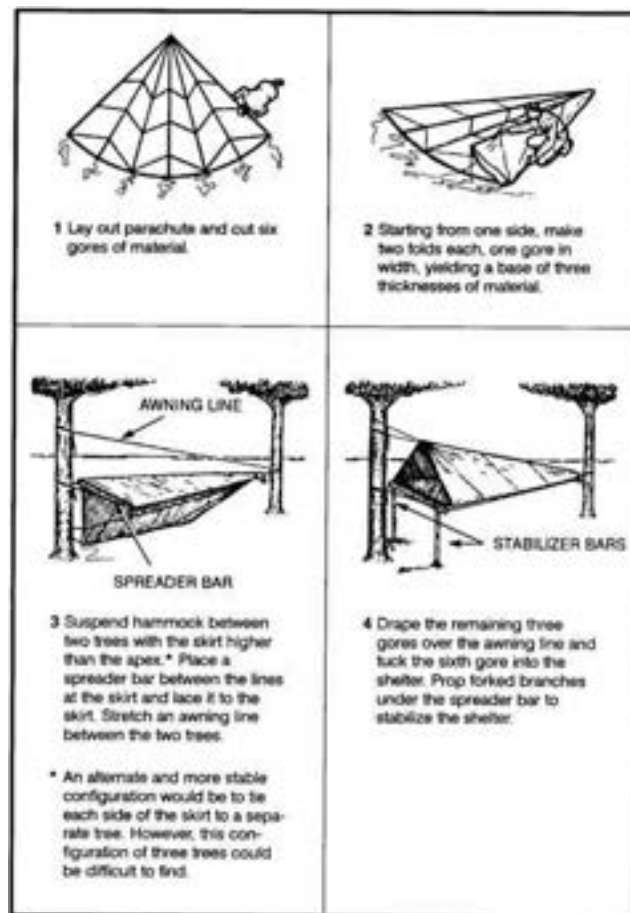 1 Lay out parachute and cut six
gores of material.
2 Starting from one side, make
two folds each, one gore in
width, yielding a base of three
thicknesses of material.
AWNING LINE
SPREADER BAR
3 Suspend hammock between
two trees with the skirt higher
than the apex.* Place a
spreader bar between the lines
at the skirt and lace it to the
skirt. Stretch an awning line
between the two trees.
* An alternate and more stable
configuration would be to tie
each side of the skirt to a sepa-
rate tree. However, this con-
figuration of three trees could
be difficult to find.
STABILIZER BARS
4 Drape the remaining three
gores over the awning line and
tuck the sixth gore into the
shelter. Prop forked branches
under the spreader bar to
stabilize the shelter.